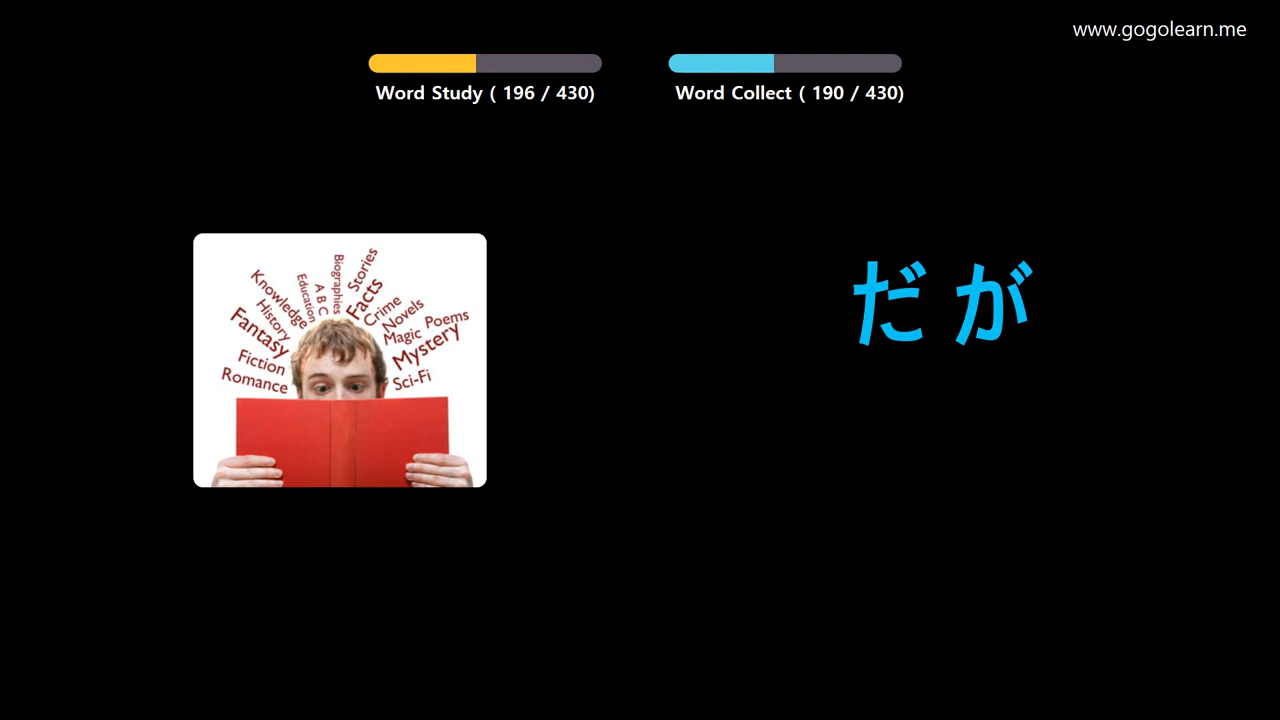 www.gogolearn.me
Word Study ( 196 / 430)
Word Collect ( 190 / 430)
だ が
Knowledge
History
Fantasy
Fiction
Romance
Education
A B C
Biographies
Stories
Facts
Crime
Novels
Magic
Poems
Mystery
Sci-Fi